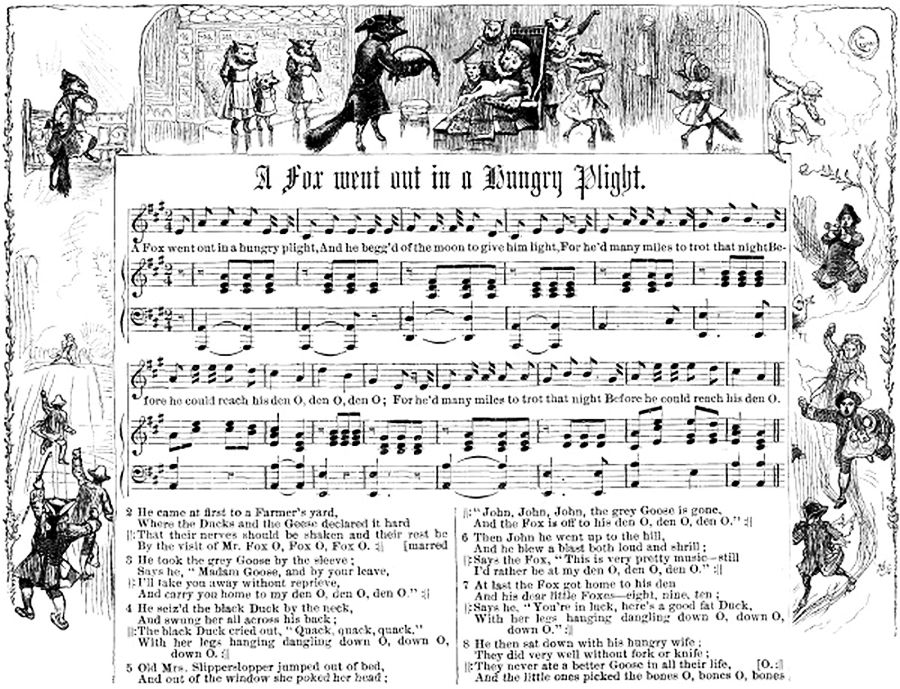 A Fox went out in a Hungry Plight.
A Fox went out in a hungry plight, And he begg'd of the moon to give him light, For he'd many miles to trot that night Be-
fore he could reach his den O, den O, den O; For he'd many miles to trot that night Before he could reach his den O.
2 He came at first to a Farmer's yard,
Where the Ducks and the Geese declared it hard
||:That their nerves should be shaken and their rest be
By the visit of Mr. Fox O, Fox O, Fox O. :|| [marred
3 He took the grey Goose by the sleeve;
Says he, "Madam Goose, and by your leave,
||:I'll take you away without reprieve,
And carry you home to my den O, den O, den O." :||
4 He seiz'd the black Duck by the neck,
And swung her all across his back;
||:The black Duck cried out, "Quack, quack, quack,"
With her legs hanging dangling down O, down O,
down O. :||
5 Old Mrs. Slipperslopper jumped out of bed,
And out of the window she poked her head;
||:"John, John, John, the grey Goose is gone,
And the Fox is off to his den O, den O, den O." :||
6 Then John he went up to the hill,
And he blew a blast both loud and shrill;
||:Says the Fox, "This is very pretty music—still
I'd rather be at my den O, den O, den O." :||
7 At last the Fox got home to his den
And his dear little Foxes—eight, nine, ten;
||:Says he, "You're in luck, here's a good fat Duck,
With her legs hanging dangling down O, down O,
down O." :||
8 He then sat down with his hungry wife;
They did very well without fork or knife;
||:They never ate a better Goose in all their life, [O. :||
And the little ones picked the bones O, bones O, bones